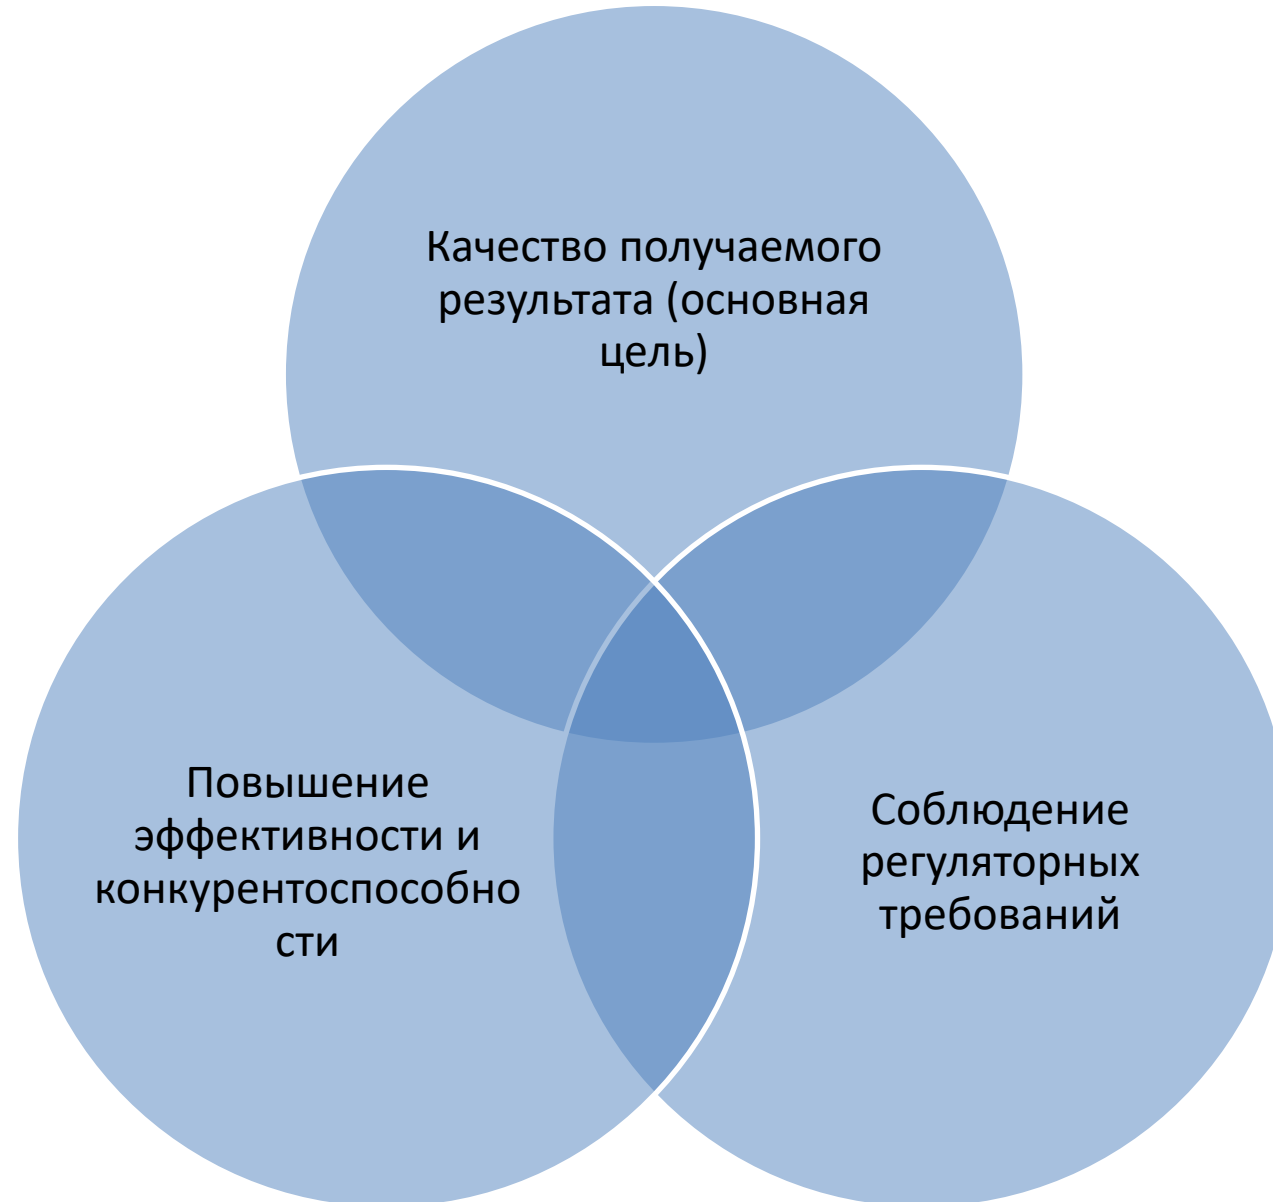 Качество получаемого
результата (основная
цель)
Повышение
эффективности и
конкурентоспособно
сти
Соблюдение
регуляторных
требований